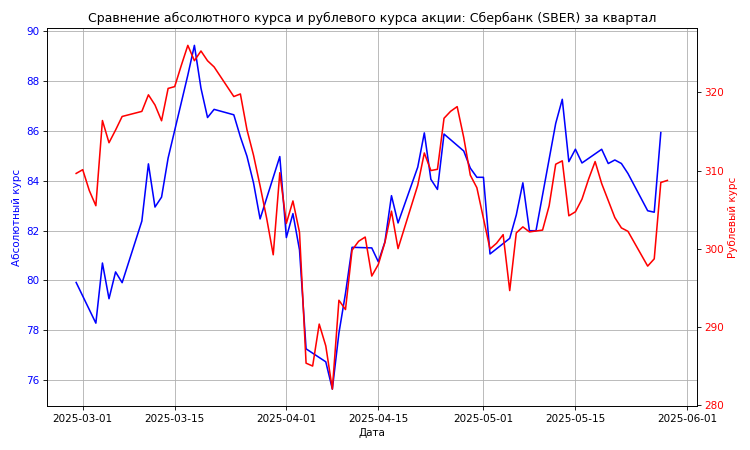 Сравнение абсолютного курса и рублевого курса акции: Сбербанк (SBER) за квартал
90
88
86
84
82
80
78
76
Абсолютный курс
320
310
300
290
280
Рублевый курс
2025-03-01 2025-03-15 2025-04-01 2025-04-15 2025-05-01 2025-05-15 2025-06-01
Дата